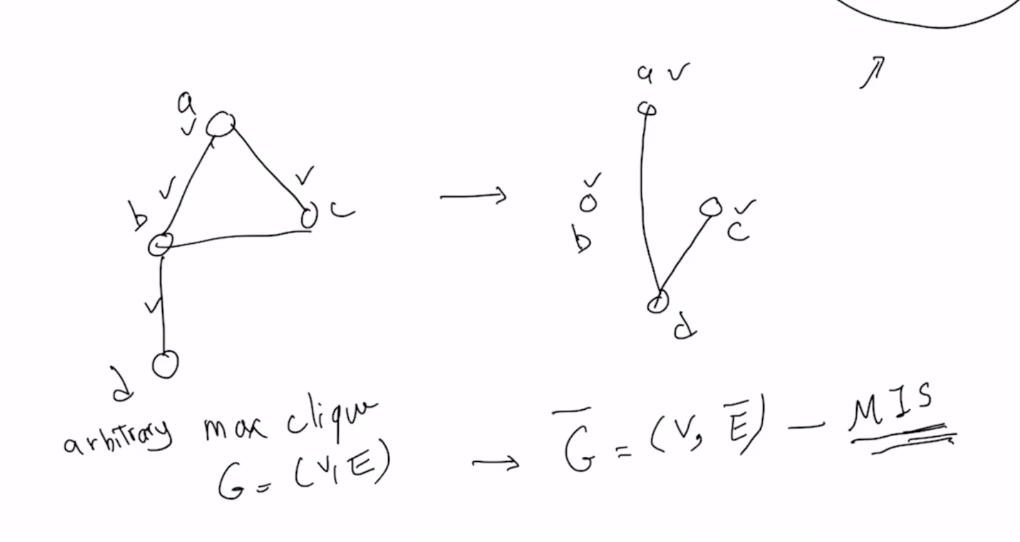 a v
a
v
v
v
v
b
c
v
c
b
v
d
d
arbitrary max clique
G = (V, E) → G̅ = (V, E̅) — MIS